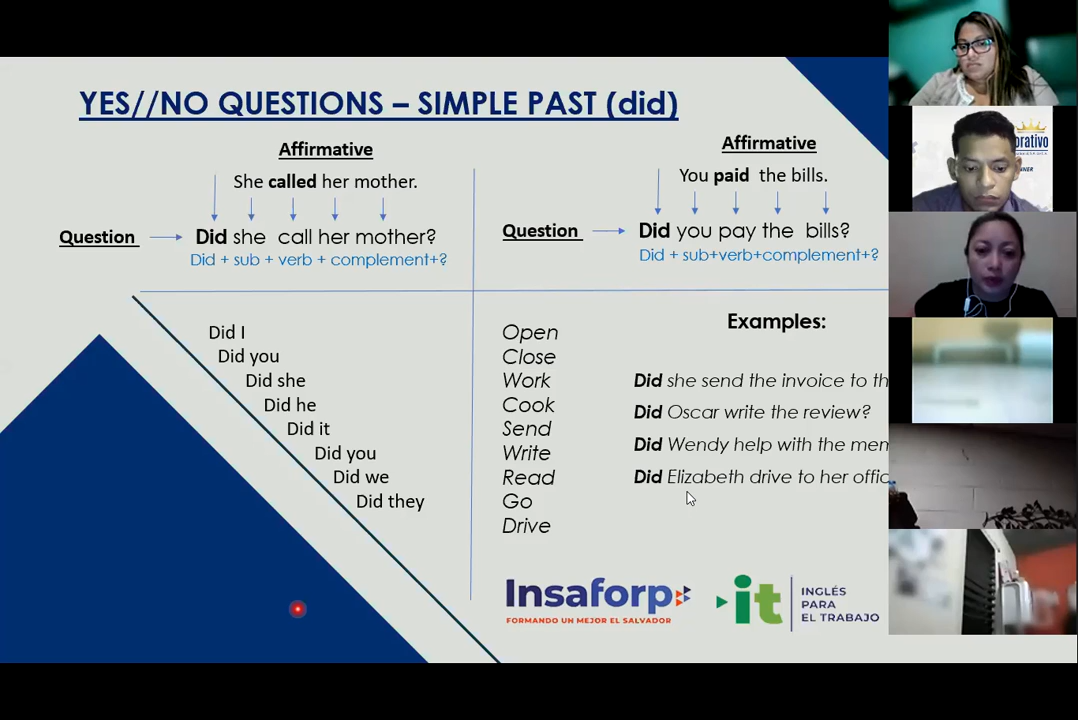 YES//NO QUESTIONS – SIMPLE PAST (did)
Affirmative
She called her mother.
Question
Did she call her mother?
Did + sub + verb + complement+?
Affirmative
You paid the bills.
Question
Did you pay the bills?
Did + sub+verb+complement+?
Did I
Did you
Did she
Did he
Did it
Did you
Did we
Did they
Open
Close
Work
Cook
Send
Write
Read
Go
Drive
Examples:
Did she send the invoice to
Did Oscar write the review?
Did Wendy help with the
Did Elizabeth drive to her
Insaforp
FORMANDO UN MEJOR EL SALVADOR
it
INGLÉS
PARA
EL TRABAJO